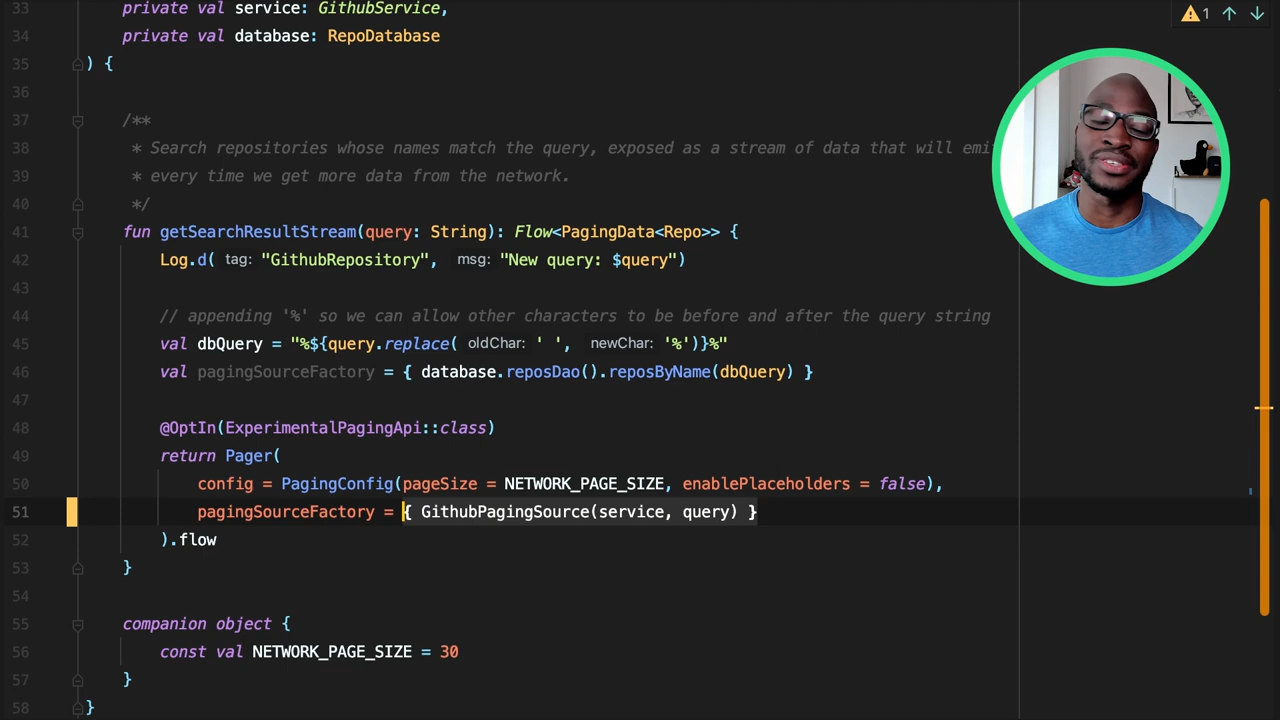 33 private val service: GithubService,
1
34 private val database: RepoDatabase
35 ) {
36
37 /**
38 * Search repositories whose names match the query, exposed as a stream of data that will emit
39 * every time we get more data from the network.
40 */
41 fun getSearchResultStream(query: String): Flow<PagingData<Repo>> {
42 Log.d( tag: "GithubRepository", msg: "New query: $query")
43
44 // appending '%' so we can allow other characters to be before and after the query string
45 val dbQuery = "%${query.replace( oldChar: ' ', newChar: '%')}%"
46 val pagingSourceFactory = { database.reposDao().reposByName(dbQuery) }
47
48 @OptIn(ExperimentalPagingApi::class)
49 return Pager(
50 config = PagingConfig(pageSize = NETWORK_PAGE_SIZE, enablePlaceholders = false),
51 pagingSourceFactory = { GithubPagingSource(service, query) }
52 ).flow
53 }
54
55 companion object {
56 const val NETWORK_PAGE_SIZE = 30
57 }
58 }